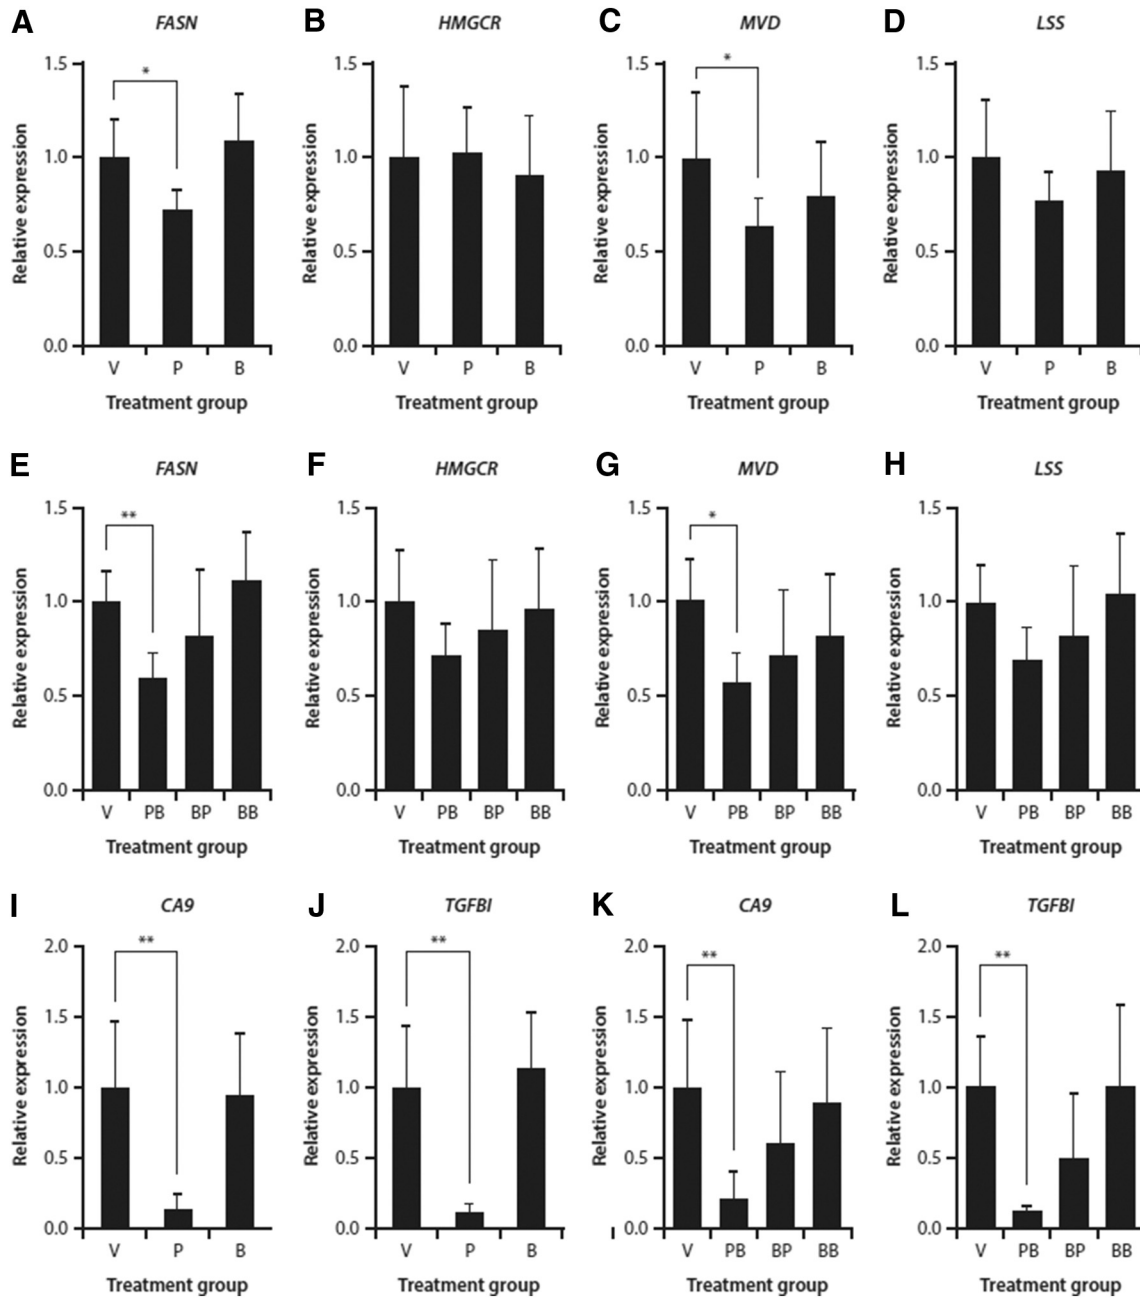 A FASN B HMGCR C MVD D LSS
* *
1.5 1.5 1.5 1.5
1.0 1.0 1.0 1.0
0.5 0.5 0.5 0.5
0.0 0.0 0.0 0.0
Relative expression Relative expression Relative expression Relative expression
V P B V P B V P B V P B
Treatment group Treatment group Treatment group Treatment group
E FASN F HMGCR G MVD H LSS
** *
1.5 1.5 1.5 1.5
1.0 1.0 1.0 1.0
0.5 0.5 0.5 0.5
0.0 0.0 0.0 0.0
Relative expression Relative expression Relative expression Relative expression
V PB BP BB V PB BP BB V PB BP BB V PB BP BB
Treatment group Treatment group Treatment group Treatment group
I CA9 J TGFBI K CA9 L TGFBI
** ** ** **
2.0 2.0 2.0 2.0
1.5 1.5 1.5 1.5
1.0 1.0 1.0 1.0
0.5 0.5 0.5 0.5
0.0 0.0 0.0 0.0
Relative expression Relative expression Relative expression Relative expression
V P B V P B V PB BP BB V PB BP BB
Treatment group Treatment group Treatment group Treatment group